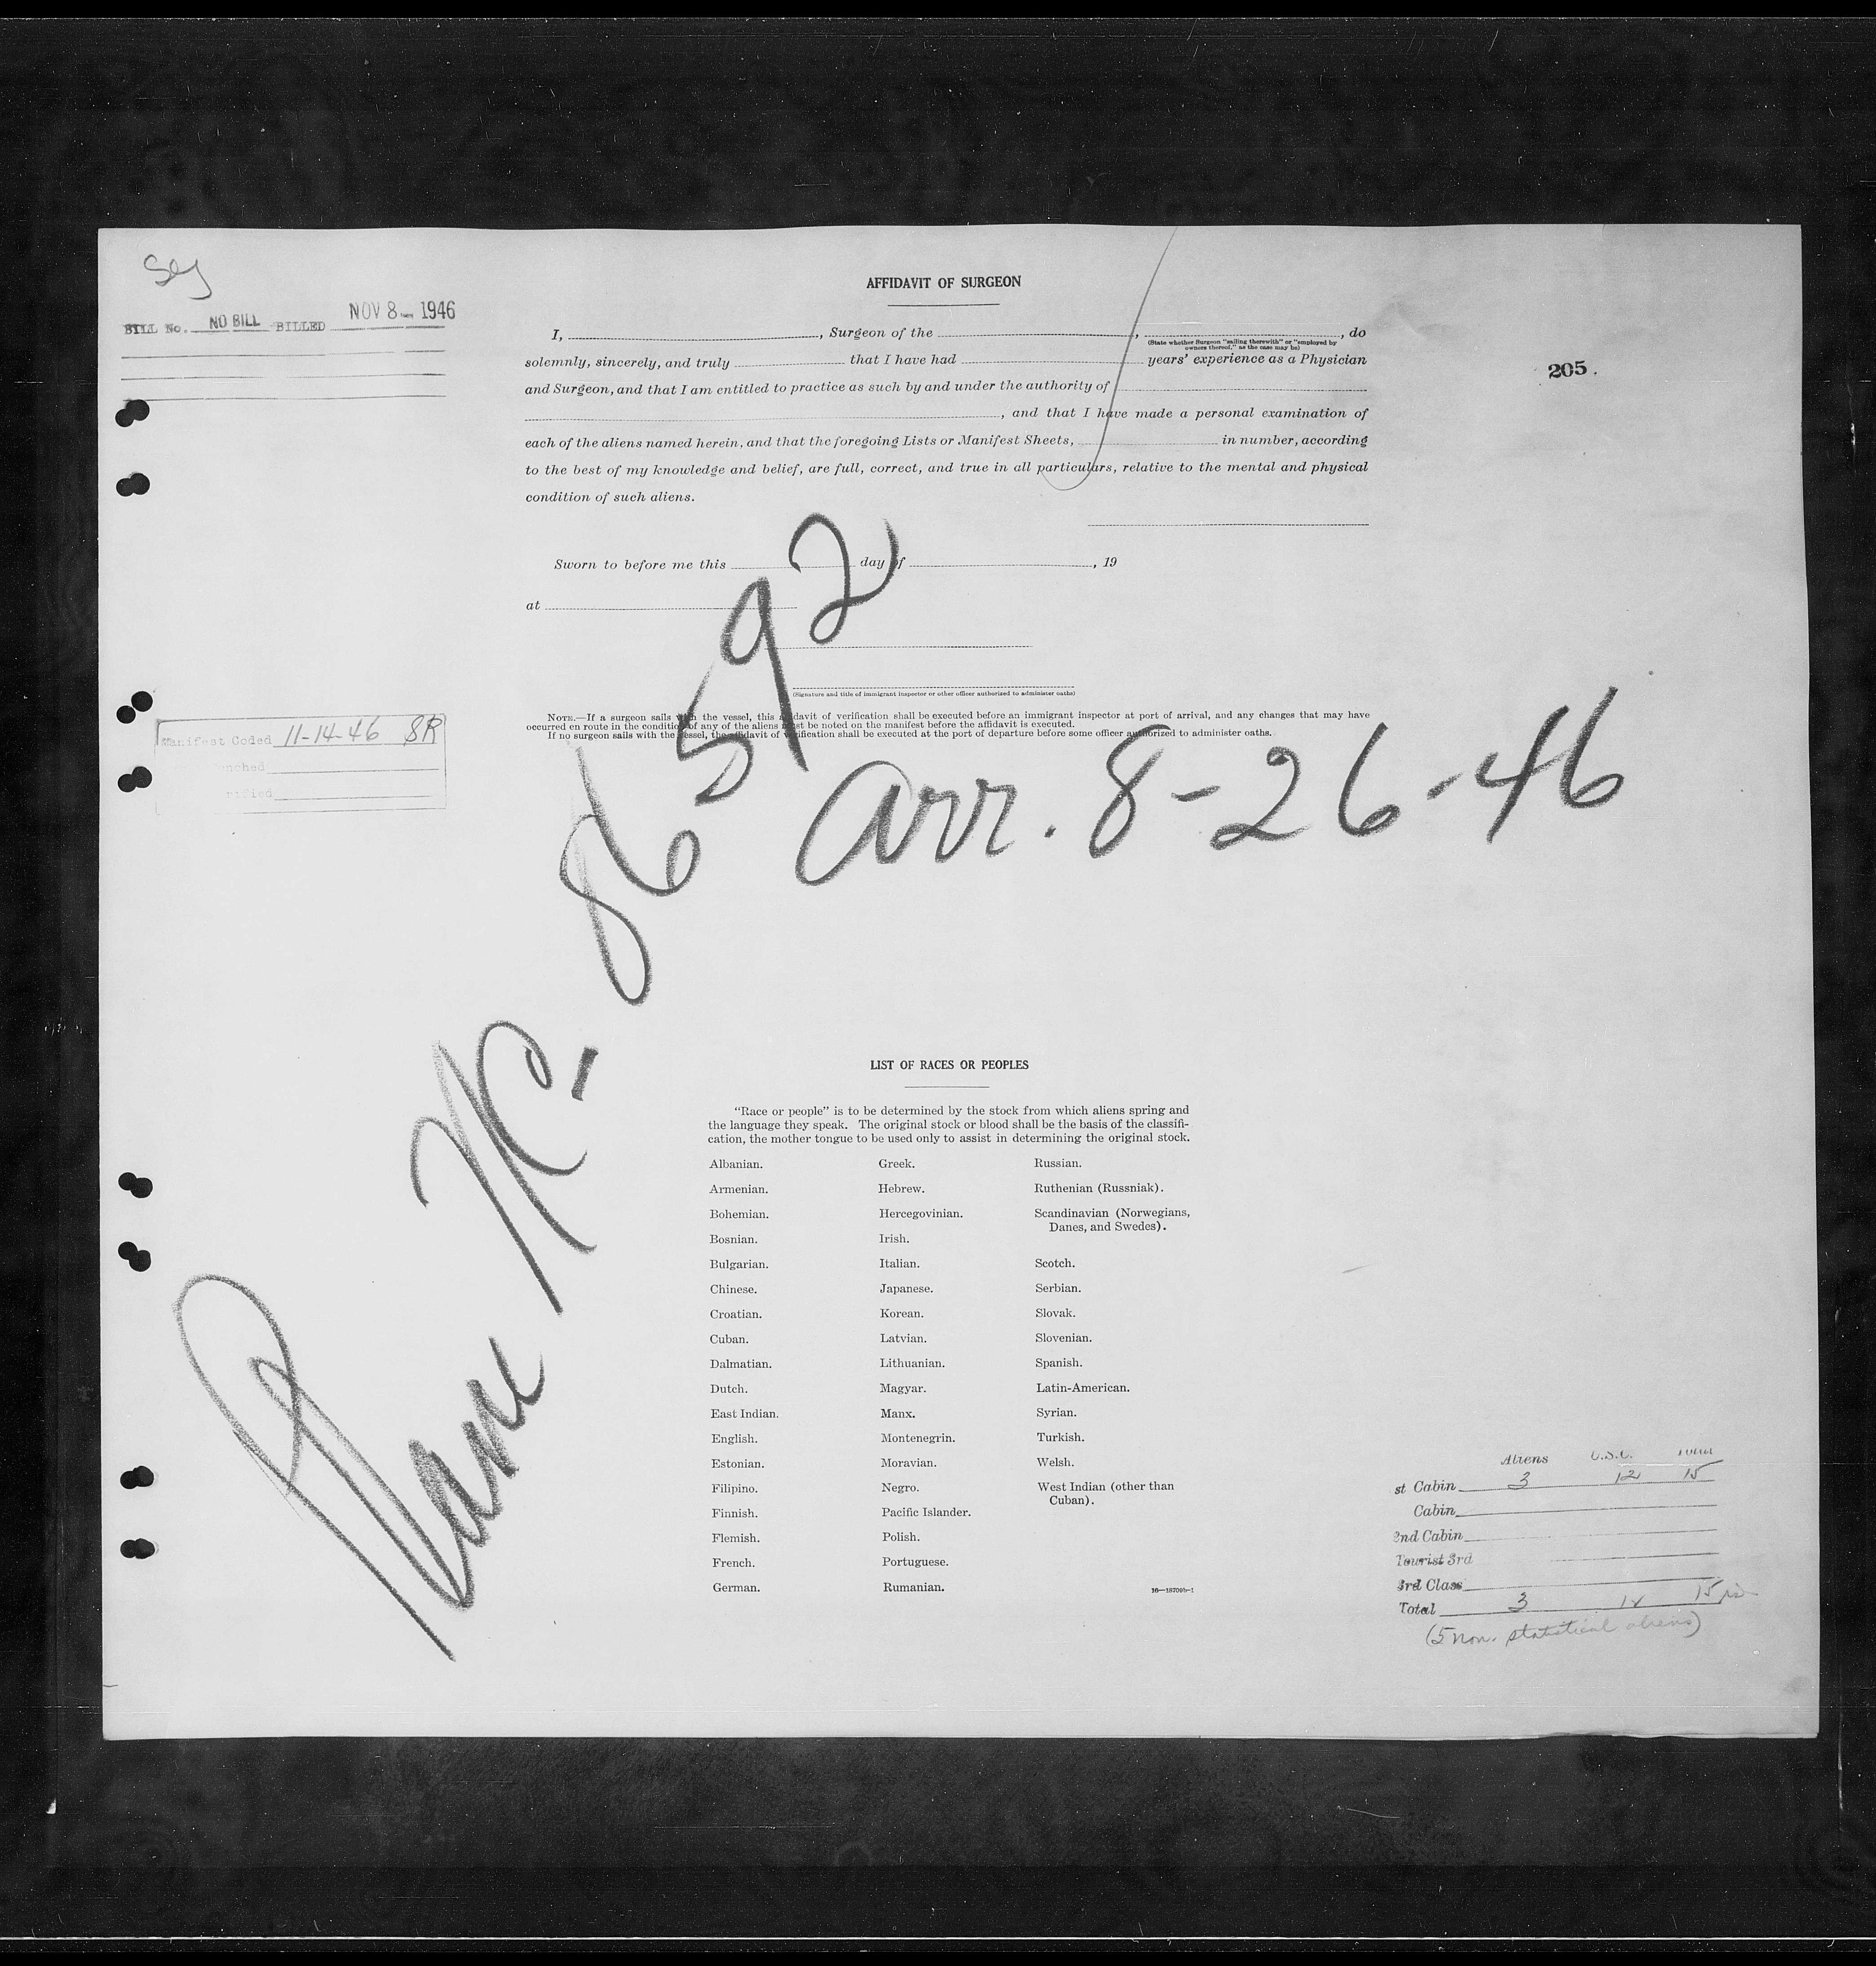 AFFIDAVIT OF SURGEON
BILL No. NO BILL BILLED NOV 8 1946
205.
I, , Surgeon of the , , do
(State whether Surgeon "sailing therewith" or "employed by
owners thereof," as the case may be)
solemnly, sincerely, and truly that I have had years' experience as a Physician
and Surgeon, and that I am entitled to practice as such by and under the authority of
, and that I have made a personal examination of
each of the aliens named herein, and that the foregoing Lists or Manifest Sheets, in number, according
to the best of my knowledge and belief, are full, correct, and true in all particulars, relative to the mental and physical
condition of such aliens.
Sworn to before me this day of , 19
at
(Signature and title of immigrant inspector or other officer authorized to administer oaths)
NOTE.—If a surgeon sails with the vessel, this affidavit of verification shall be executed before an immigrant inspector at port of arrival, and any changes that may have
occurred en route in the condition of any of the aliens must be noted on the manifest before the affidavit is executed.
If no surgeon sails with the vessel, the affidavit of verification shall be executed at the port of departure before some officer authorized to administer oaths.
Manifest Coded 11-14-46 SR
Plane NC- 86592
arr. 8-26-46
LIST OF RACES OR PEOPLES
"Race or people" is to be determined by the stock from which aliens spring and
the language they speak. The original stock or blood shall be the basis of the classifi-
cation, the mother tongue to be used only to assist in determining the original stock.
Albanian.
Armenian.
Bohemian.
Bosnian.
Bulgarian.
Chinese.
Croatian.
Cuban.
Dalmatian.
Dutch.
East Indian.
English.
Estonian.
Filipino.
Finnish.
Flemish.
French.
German.
Greek.
Hebrew.
Hercegovinian.
Irish.
Italian.
Japanese.
Korean.
Latvian.
Lithuanian.
Magyar.
Manx.
Montenegrin.
Moravian.
Negro.
Pacific Islander.
Polish.
Portuguese.
Rumanian.
Russian.
Ruthenian (Russniak).
Scandinavian (Norwegians,
Danes, and Swedes).
Scotch.
Serbian.
Slovak.
Slovenian.
Spanish.
Latin-American.
Syrian.
Turkish.
Welsh.
West Indian (other than
Cuban).
Aliens U.S.C. Total
st Cabin 3 12 15
Cabin
2nd Cabin
Tourist 3rd
3rd Class
Total 3 12 15
(5 non. statistical aliens)